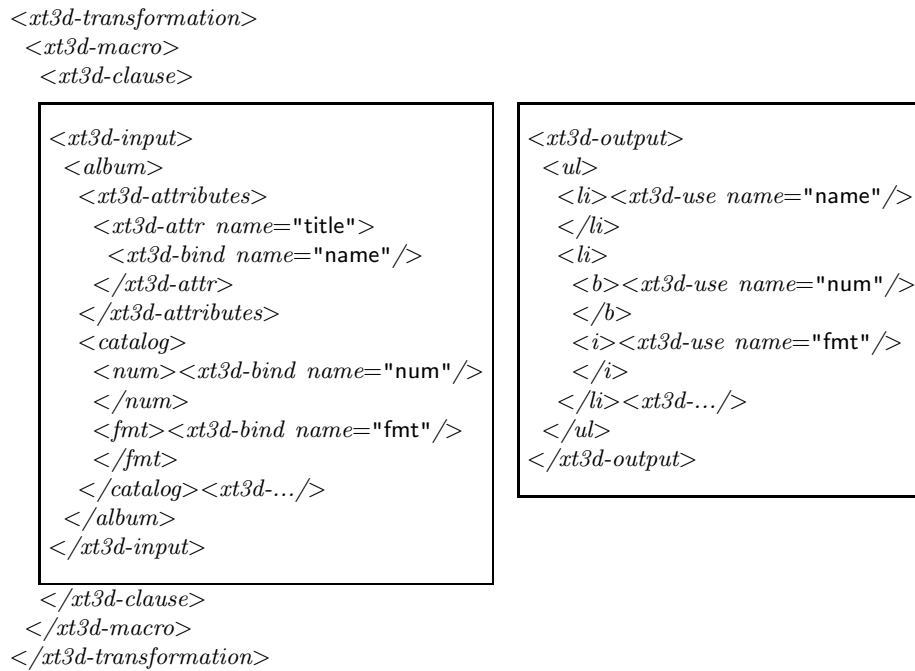 <xt3d-transformation>
<xt3d-macro>
<xt3d-clause>
<xt3d-input>
<album>
<xt3d-attributes>
<xt3d-attr name="title">
<xt3d-bind name="name"/>
</xt3d-attr>
</xt3d-attributes>
<catalog>
<num><xt3d-bind name="num"/>
</num>
<fmt><xt3d-bind name="fmt"/>
</fmt>
</catalog><xt3d-.../>
</album>
</xt3d-input>
<xt3d-output>
<ul>
<li><xt3d-use name="name"/>
</li>
<li>
<b><xt3d-use name="num"/>
</b>
<i><xt3d-use name="fmt"/>
</i>
</li><xt3d-.../>
</ul>
</xt3d-output>
</xt3d-clause>
</xt3d-macro>
</xt3d-transformation>